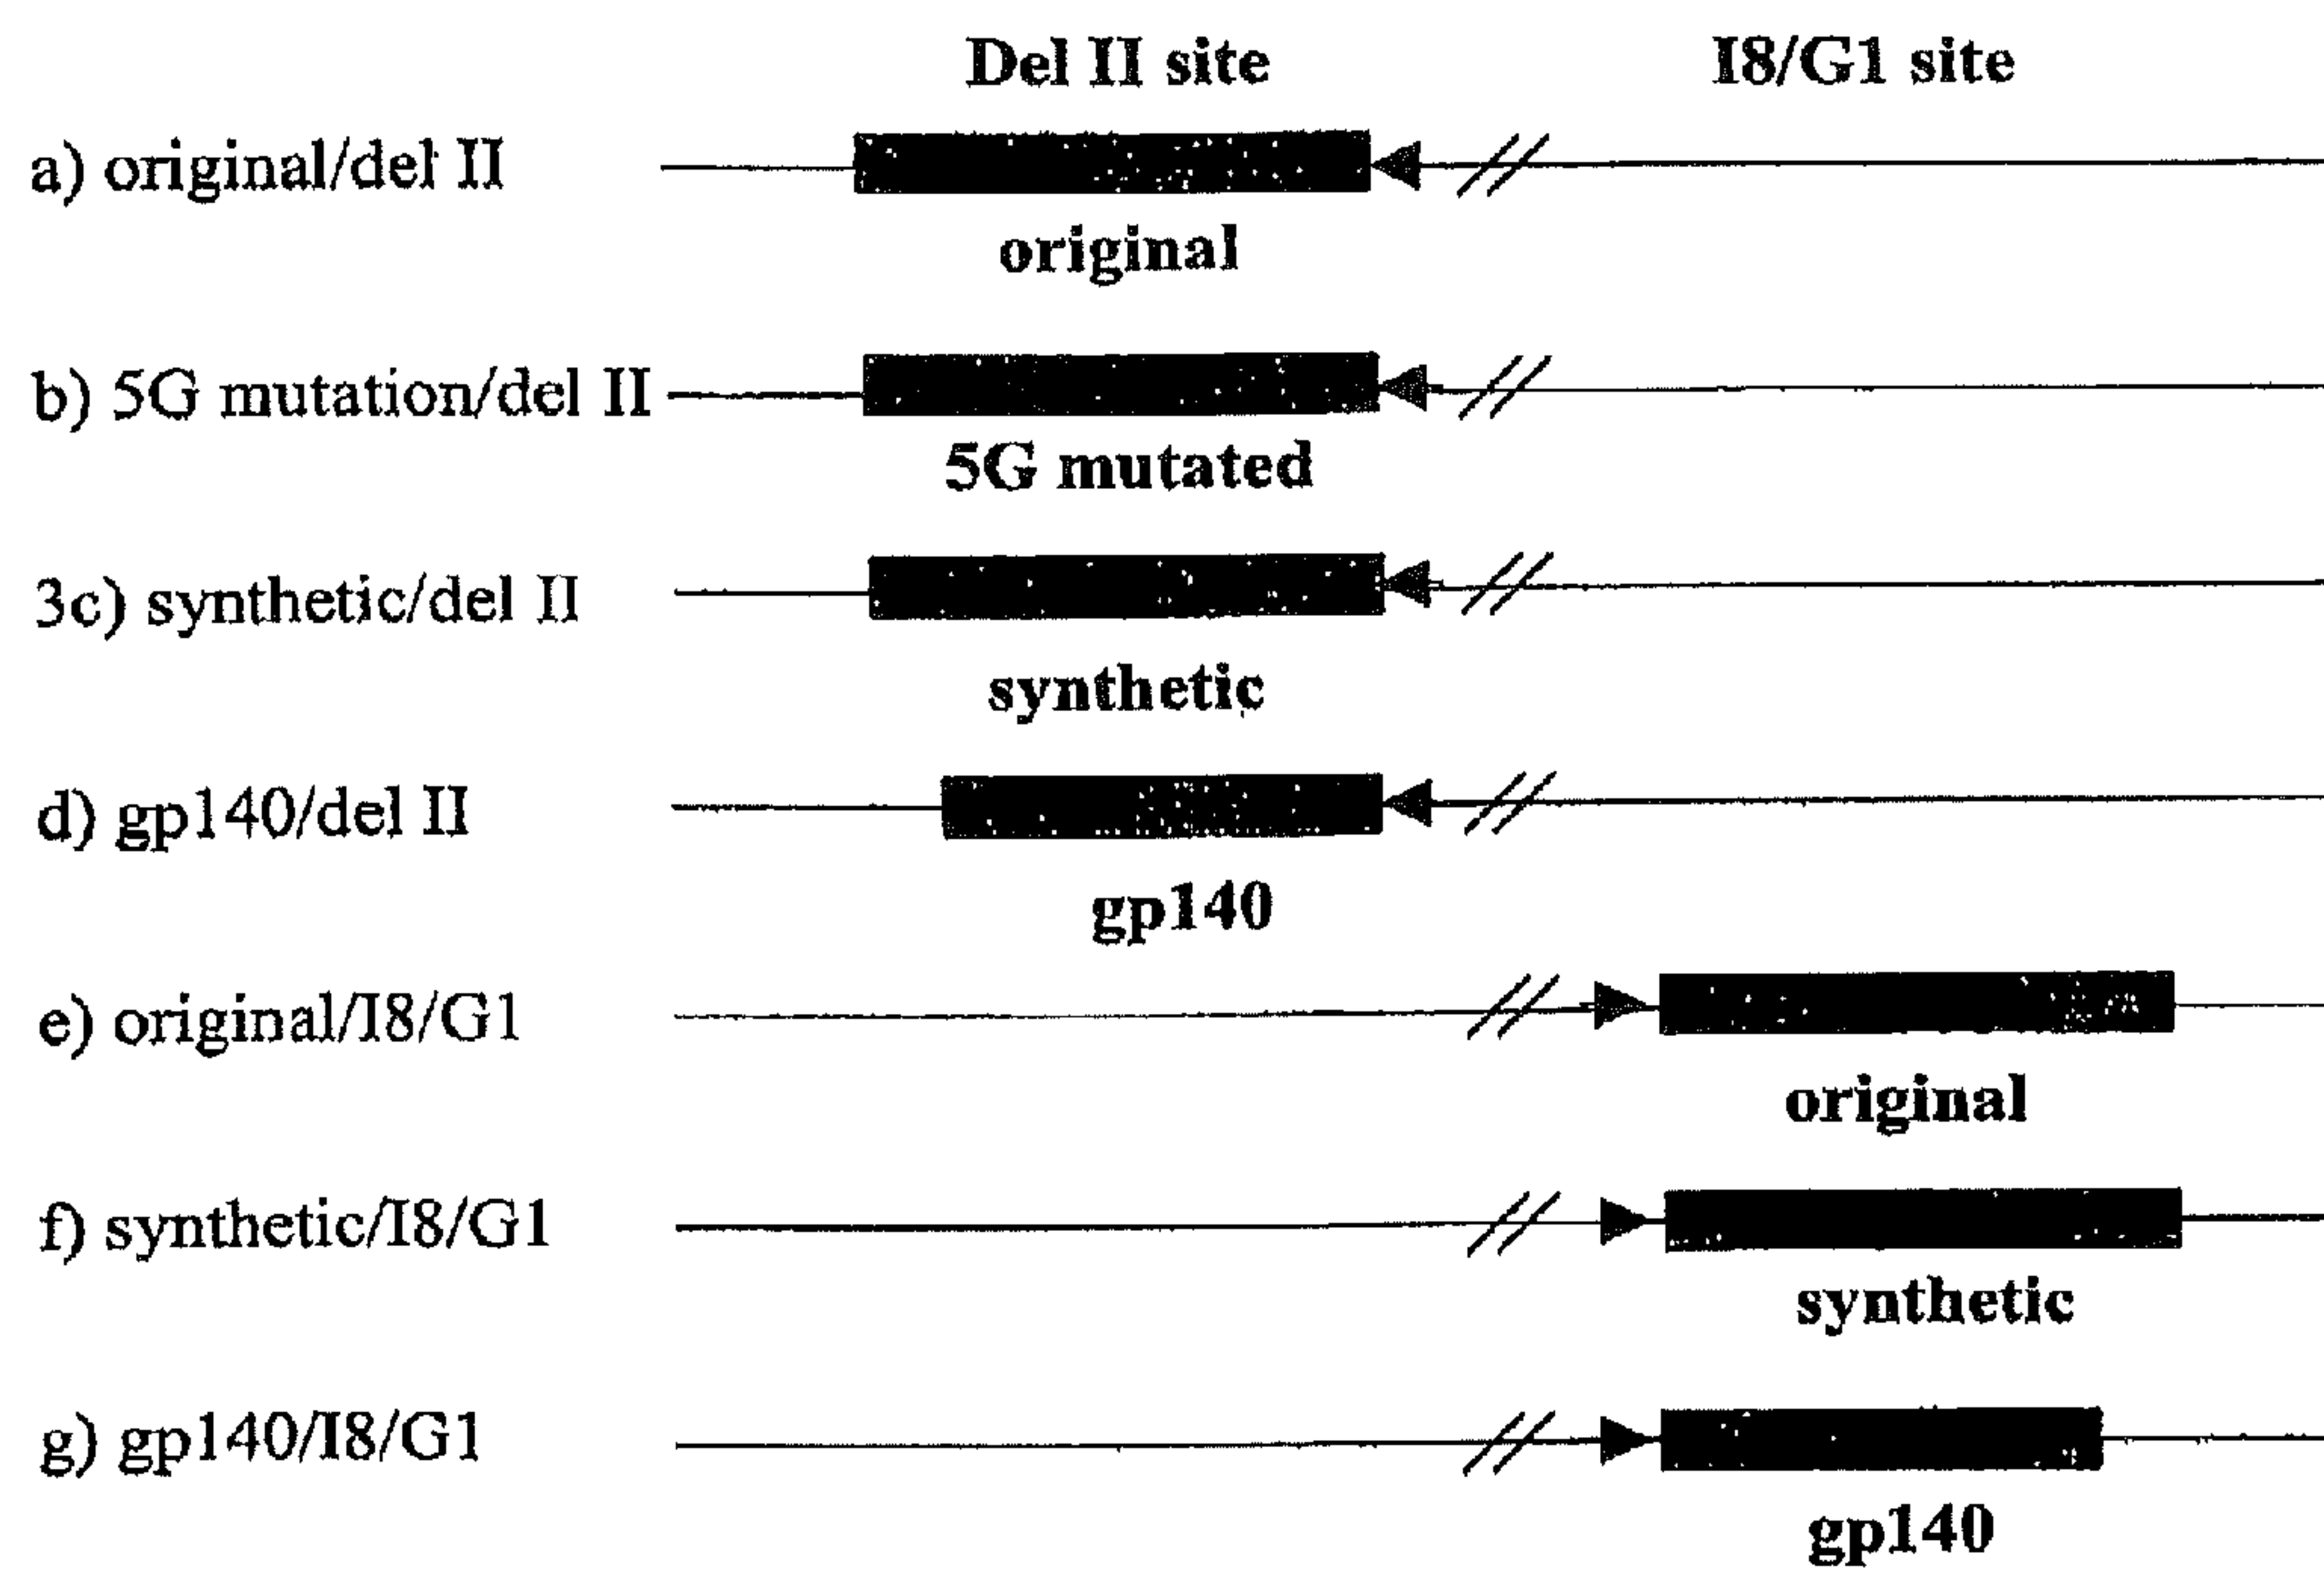 Del II site I8/G1 site
a) original/del II
original
b) 5G mutation/del II
5G mutated
3c) synthetic/del II
synthetic
d) gp140/del II
gp140
e) original/I8/G1
original
f) synthetic/I8/G1
synthetic
g) gp140/I8/G1
gp140